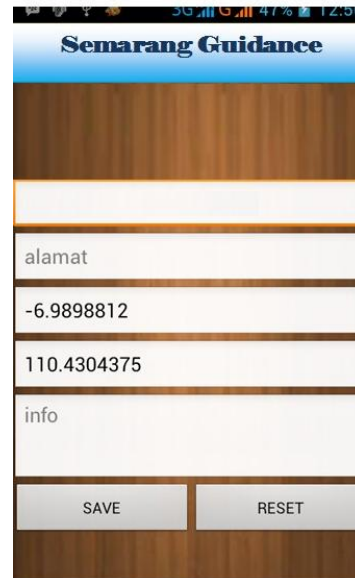 3G G 47% 12:5
Semarang Guidance
alamat
-6.9898812
110.4304375
info
SAVE RESET